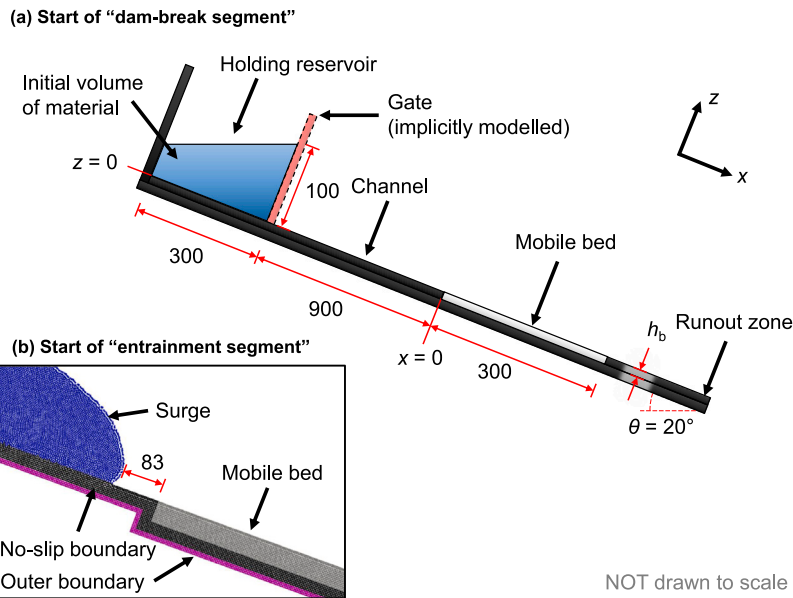 (a) Start of “dam-break segment”
Holding reservoir
Initial volume
of material
Gate
(implicitly modelled)
z
x
z = 0
100
Channel
300
Mobile bed
900
h_b
Runout zone
x = 0
300
θ = 20°
(b) Start of “entrainment segment”
Surge
83
Mobile bed
No-slip boundary
Outer boundary
NOT drawn to scale